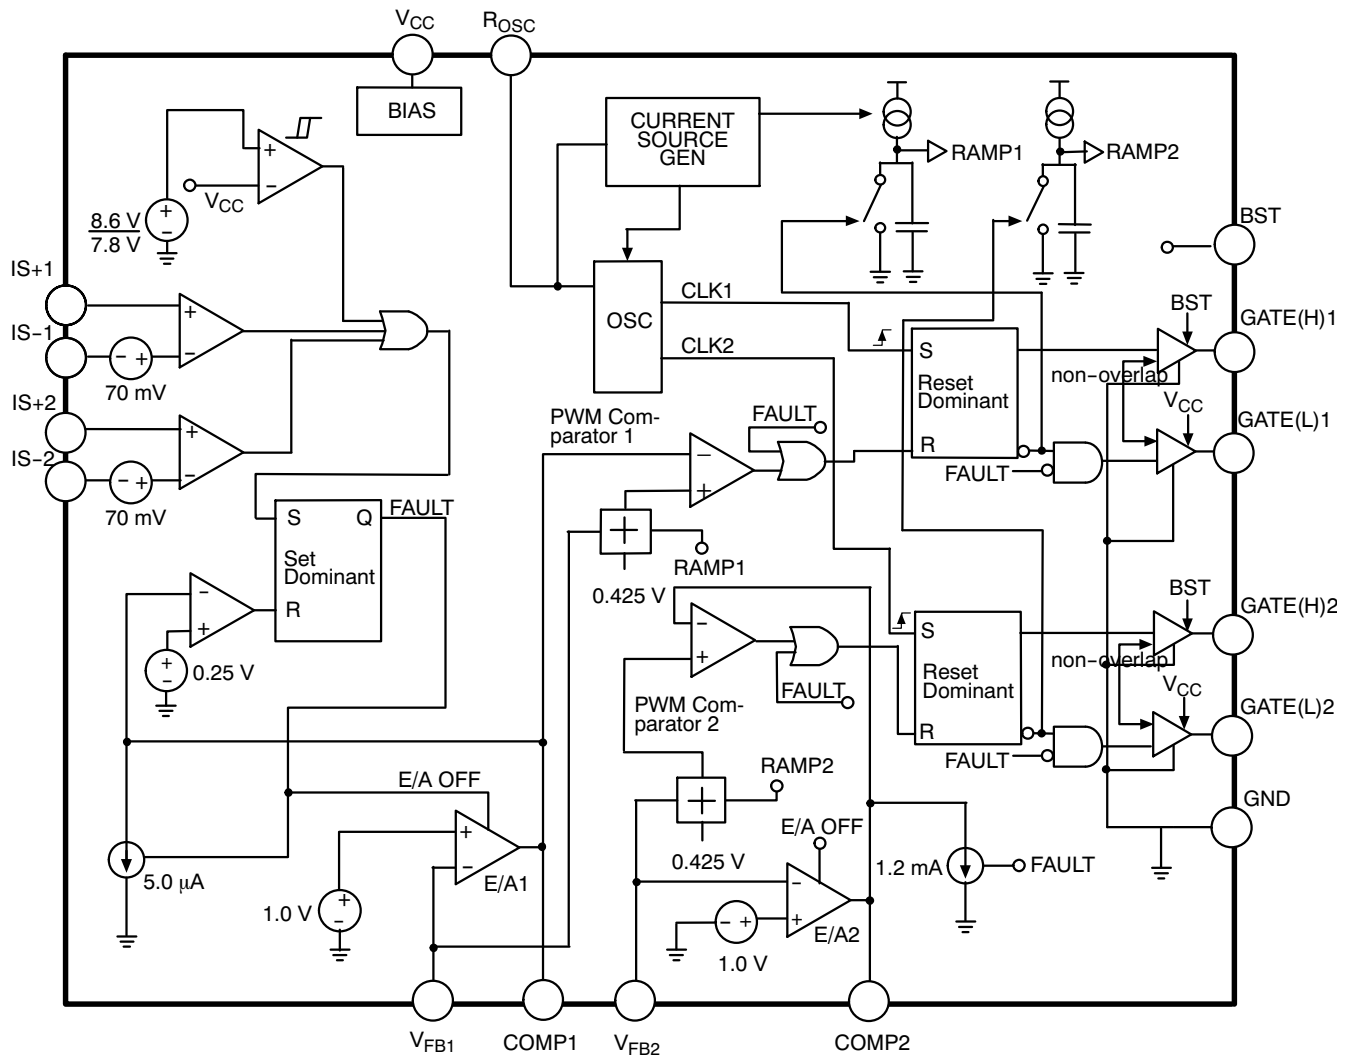 VCC
ROSC
BIAS
CURRENT
SOURCE
GEN
RAMP1
RAMP2
+
−
VCC
8.6 V
7.8 V
+
−
BST
IS+1
IS−1
+
−
− +
70 mV
IS+2
IS−2
+
−
− +
70 mV
OSC
CLK1
CLK2
BST
GATE(H)1
S
Reset
Dominant
R
non−overlap
VCC
GATE(L)1
FAULT
PWM Com-
parator 1
FAULT
−
+
+
RAMP1
0.425 V
S
Q
FAULT
Set
Dominant
R
−
+
+
−
0.25 V
−
+
FAULT
PWM Com-
parator 2
S
Reset
Dominant
R
BST
GATE(H)2
non−overlap
VCC
GATE(L)2
FAULT
RAMP2
+
0.425 V
E/A OFF
+
−
E/A1
5.0 μA
1.0 V
+
−
E/A OFF
−
+
E/A2
− +
1.0 V
1.2 mA
FAULT
GND
VFB1
COMP1
VFB2
COMP2